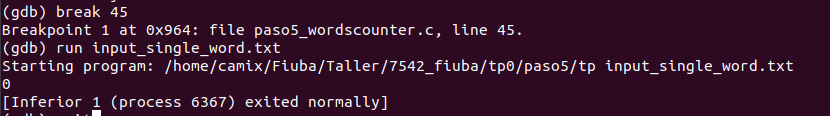 (gdb) break 45
Breakpoint 1 at 0x964: file paso5_wordscounter.c, line 45.
(gdb) run input_single_word.txt
Starting program: /home/camix/Fiuba/Taller/7542_fiuba/tp0/paso5/tp input_single_word.txt
0
[Inferior 1 (process 6367) exited normally]